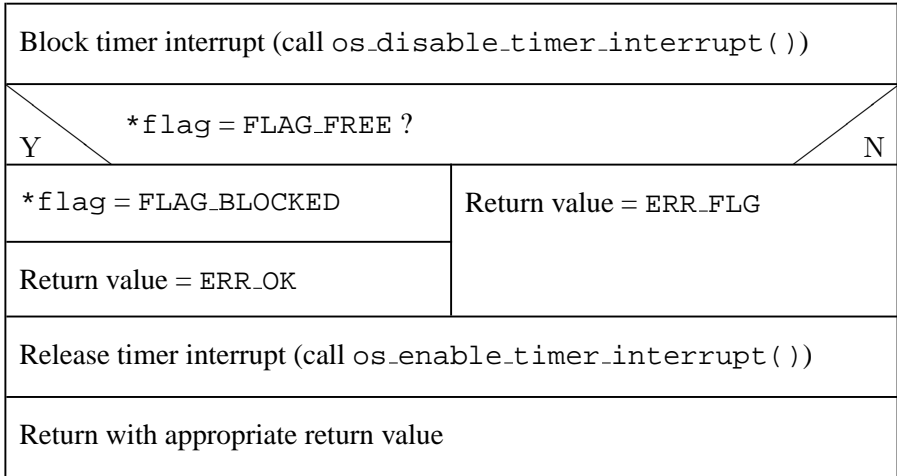 Block timer interrupt (call os_disable_timer_interrupt())
*flag = FLAG_FREE ?
Y
N
*flag = FLAG_BLOCKED
Return value = ERR_FLG
Return value = ERR_OK
Release timer interrupt (call os_enable_timer_interrupt())
Return with appropriate return value